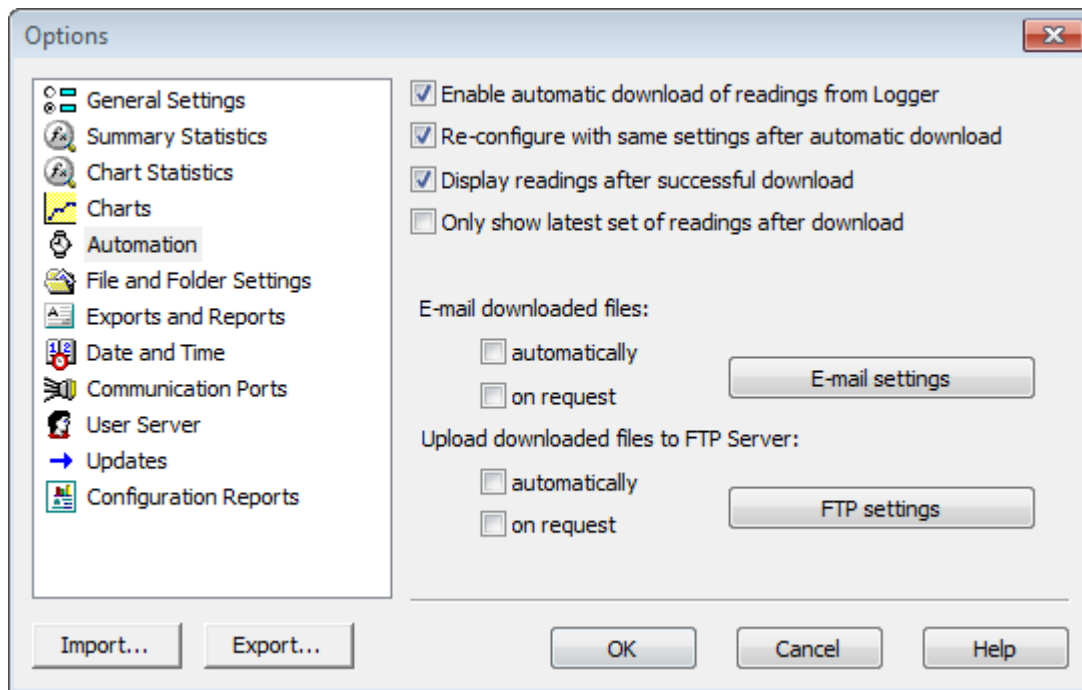 Options
General Settings
Summary Statistics
Chart Statistics
Charts
Automation
File and Folder Settings
Exports and Reports
Date and Time
Communication Ports
User Server
Updates
Configuration Reports
Enable automatic download of readings from Logger
Re-configure with same settings after automatic download
Display readings after successful download
Only show latest set of readings after download
E-mail downloaded files:
automatically
on request
E-mail settings
Upload downloaded files to FTP Server:
automatically
on request
FTP settings
Import...
Export...
OK
Cancel
Help